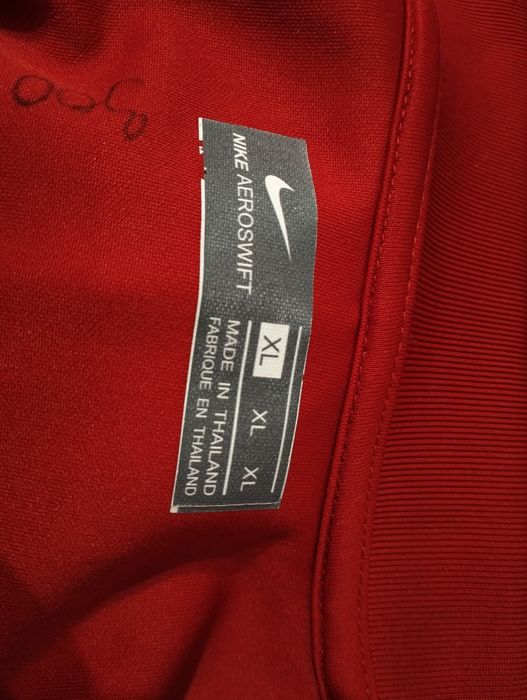 NIKE AEROSWIFT
XL XL XL
MADE IN THAILAND
FABRIQUE EN THAILAND